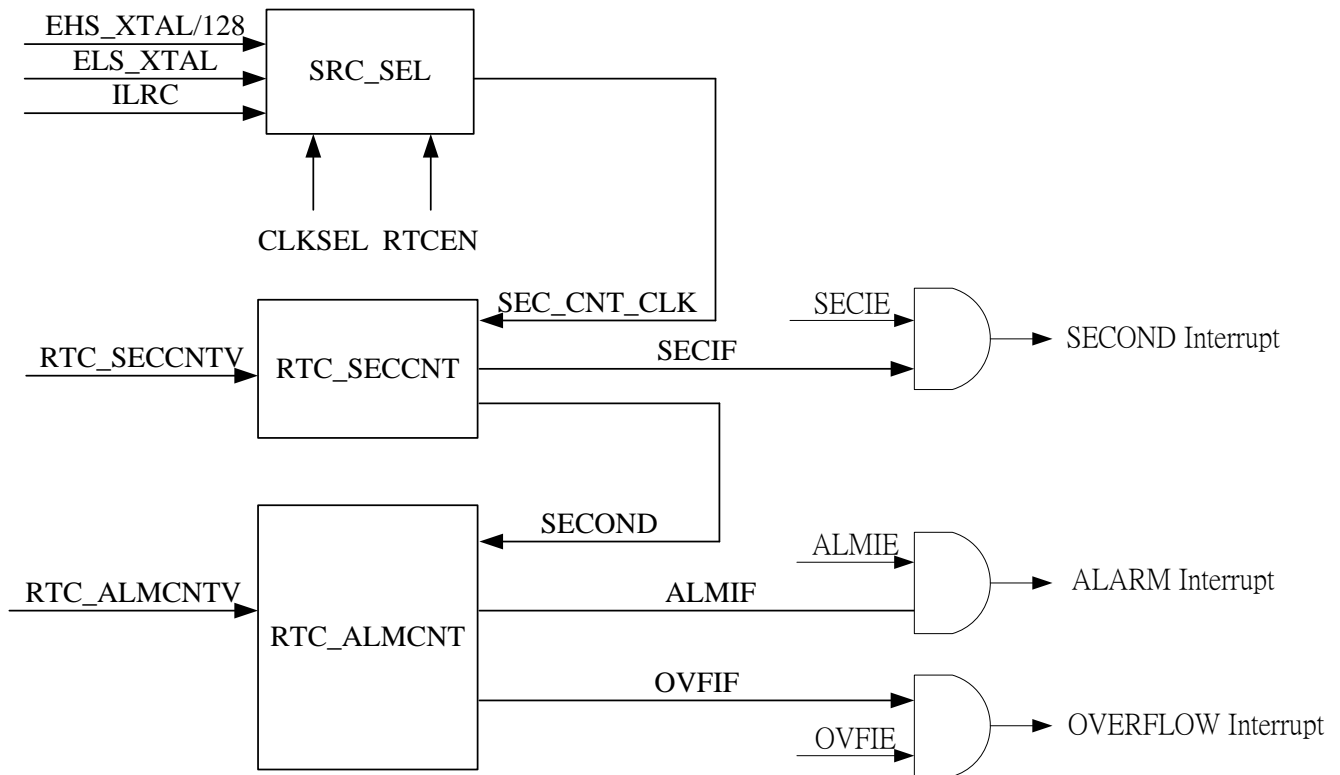 EHS_XTAL/128
ELS_XTAL
ILRC
SRC_SEL
CLKSEL RTCEN
SEC_CNT_CLK
SECIE
SECOND Interrupt
RTC_SECCNTV
RTC_SECCNT
SECIF
SECOND
ALMIE
ALARM Interrupt
RTC_ALMCNTV
RTC_ALMCNT
ALMIF
OVFIF
OVFIE
OVERFLOW Interrupt